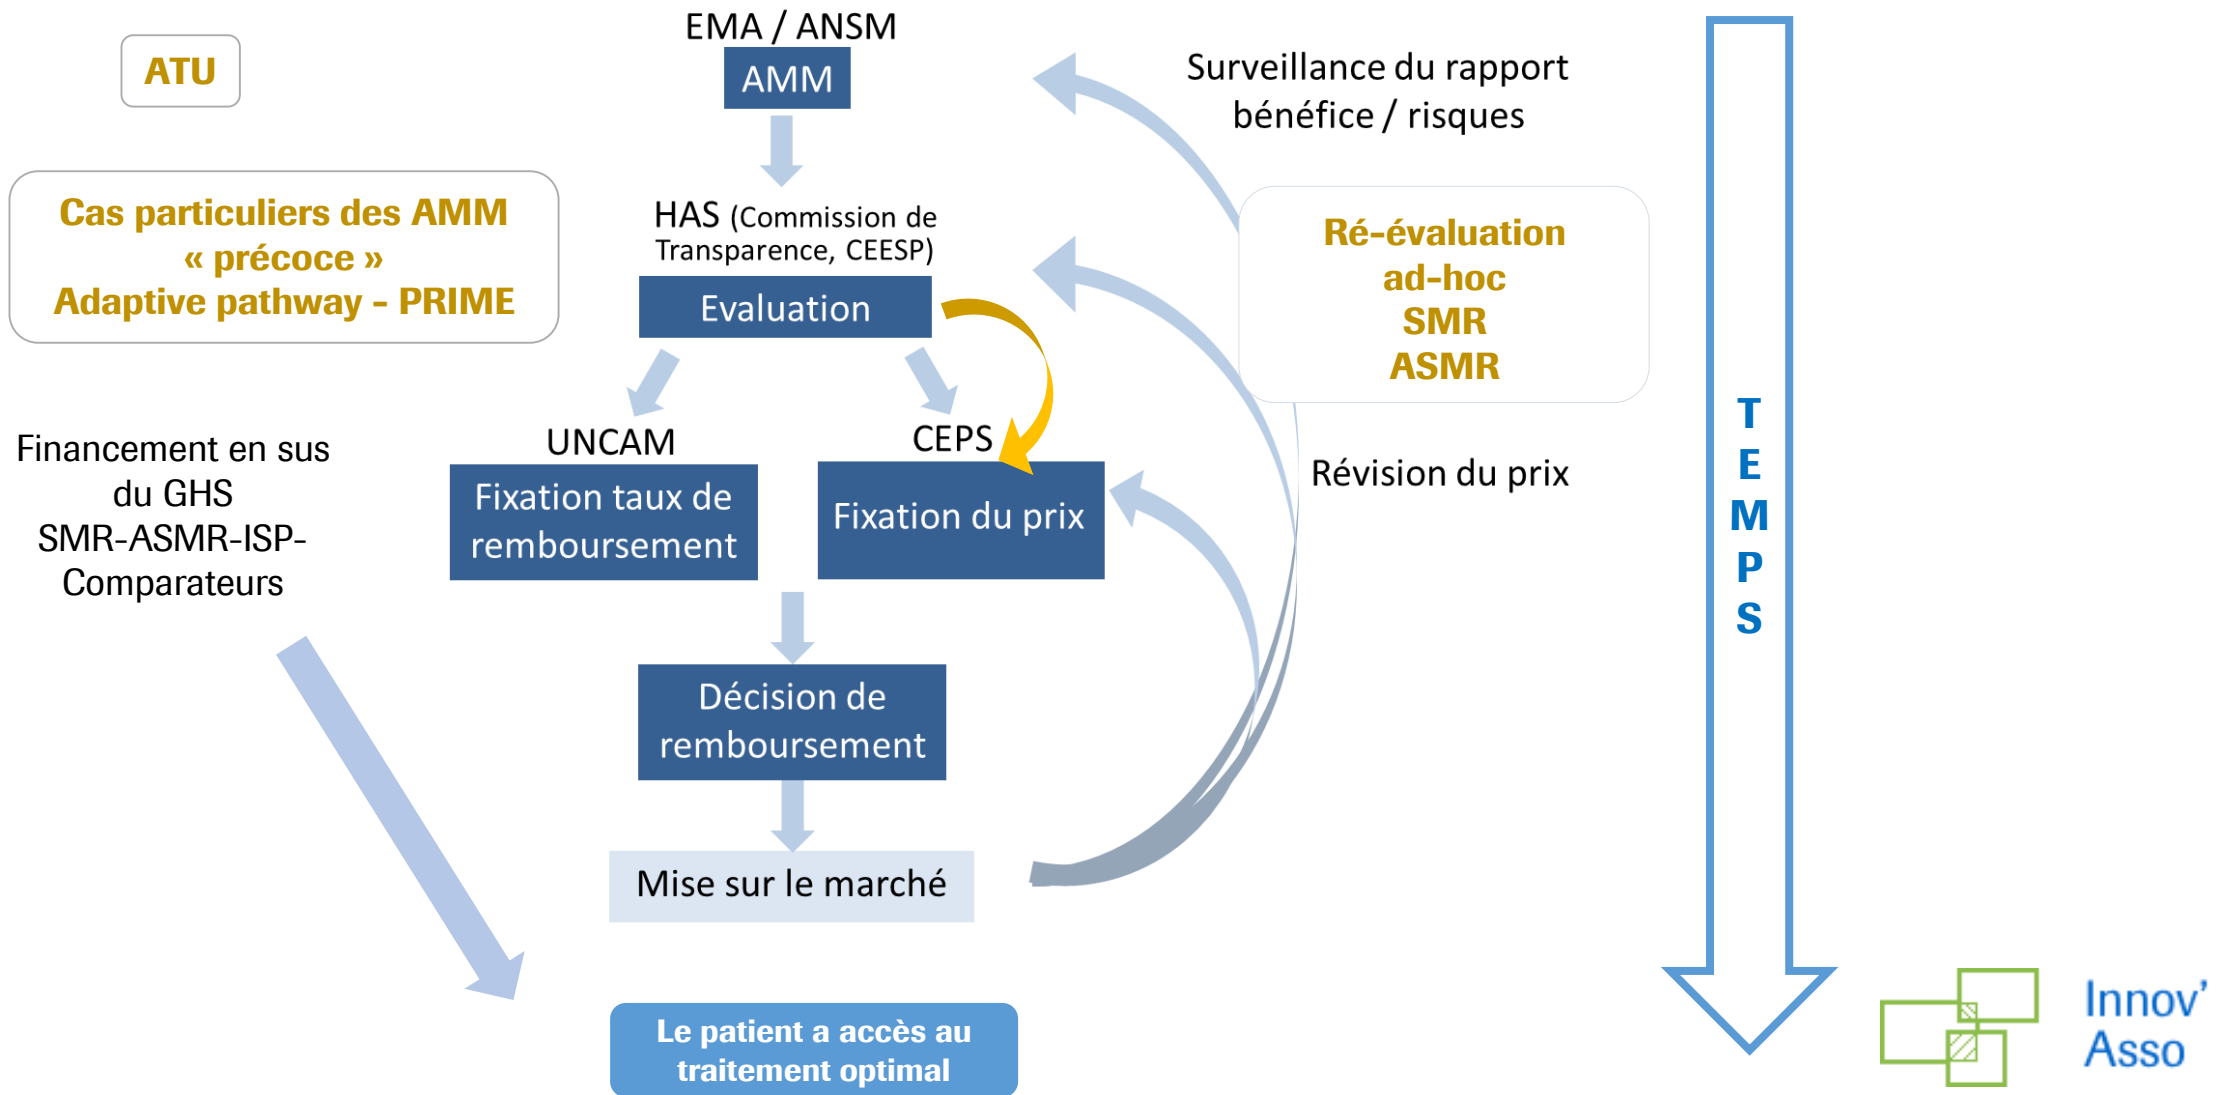 EMA / ANSM
AMM
ATU
Surveillance du rapport
bénéfice / risques
Cas particuliers des AMM
« précoce »
Adaptive pathway - PRIME
HAS (Commission de
Transparence, CEESP)
Evaluation
Ré-évaluation
ad-hoc
SMR
ASMR
Financement en sus
du GHS
SMR-ASMR-ISP-
Comparateurs
UNCAM
Fixation taux de
remboursement
CEPS
Fixation du prix
Révision du prix
T
E
M
P
S
Décision de
remboursement
Mise sur le marché
Le patient a accès au
traitement optimal
Innov'
Asso